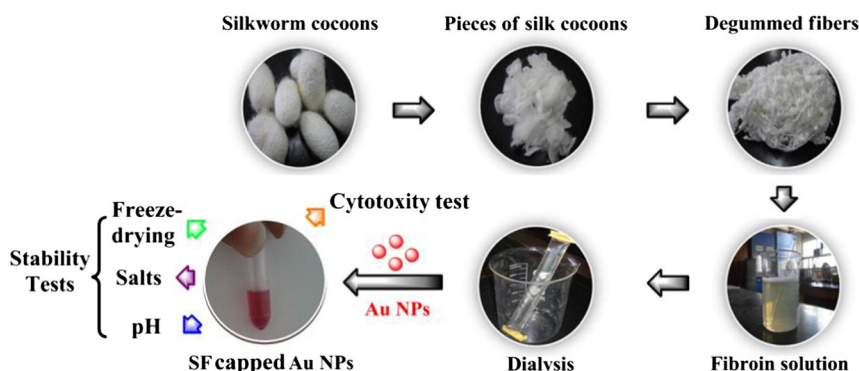 Silkworm cocoons
Pieces of silk cocoons
Degummed fibers
Stability
Tests
Freeze-
drying
Salts
pH
Cytotoxity test
Au NPs
SF capped Au NPs
Dialysis
Fibroin solution